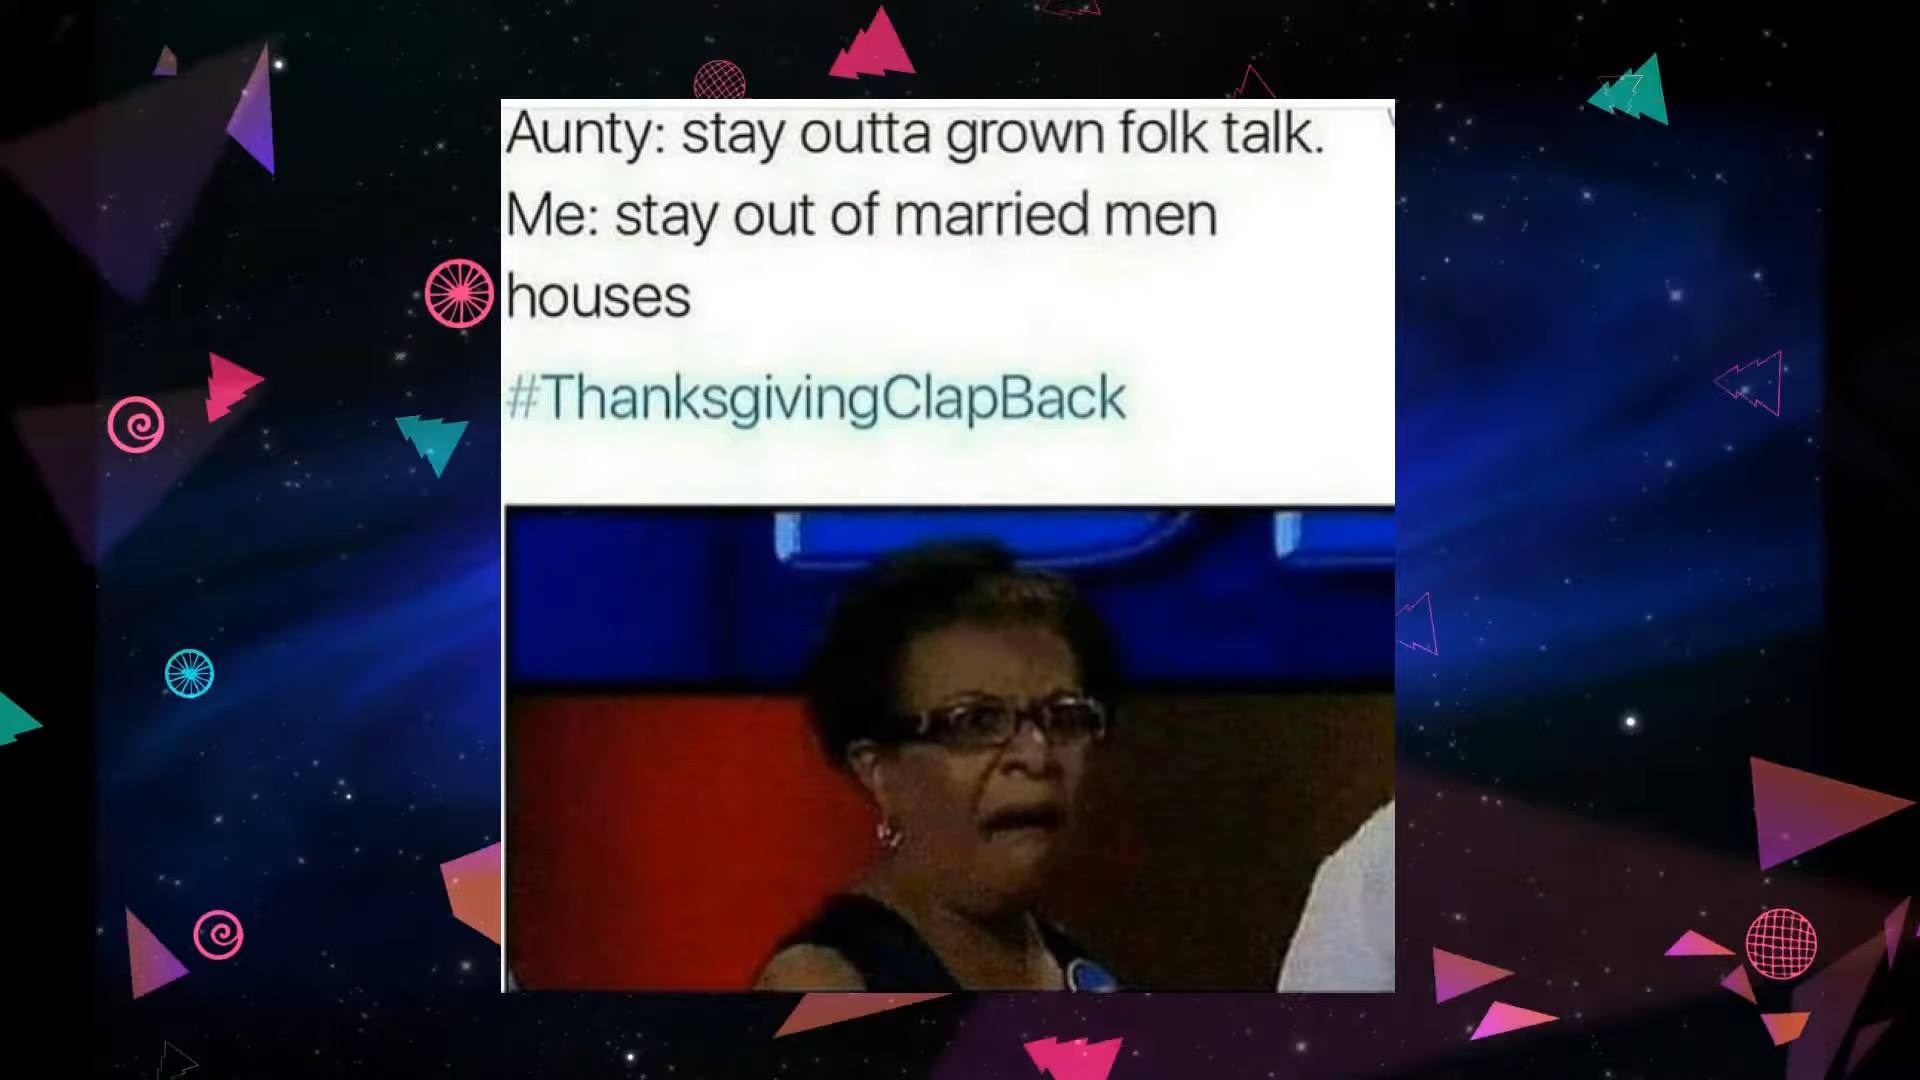 Aunty: stay outta grown folk talk.
Me: stay out of married men
houses
#ThanksgivingClapBack